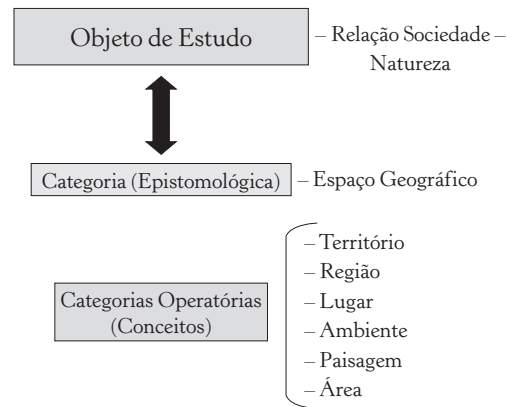 Objeto de Estudo
– Relação Sociedade –
Natureza
Categoria (Epistomológica)
– Espaço Geográfico
Categorias Operatórias
(Conceitos)
– Território
– Região
– Lugar
– Ambiente
– Paisagem
– Área